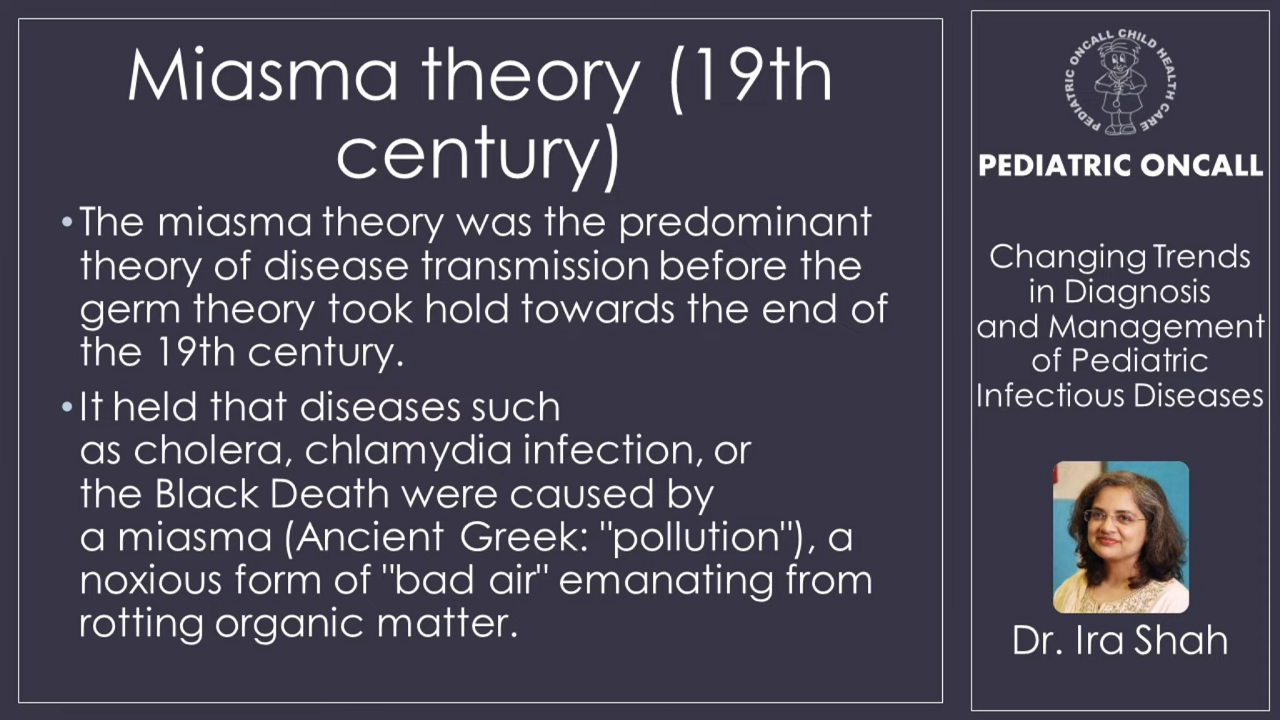 Miasma theory (19th
century)
•The miasma theory was the predominant
theory of disease transmission before the
germ theory took hold towards the end of
the 19th century.
•It held that diseases such
as cholera, chlamydia infection, or
the Black Death were caused by
a miasma (Ancient Greek: "pollution"), a
noxious form of "bad air" emanating from
rotting organic matter.
PEDIATRIC ONCALL CHILD HEALTH CARE
PEDIATRIC ONCALL
Changing Trends
in Diagnosis
and Management
of Pediatric
Infectious Diseases
Dr. Ira Shah